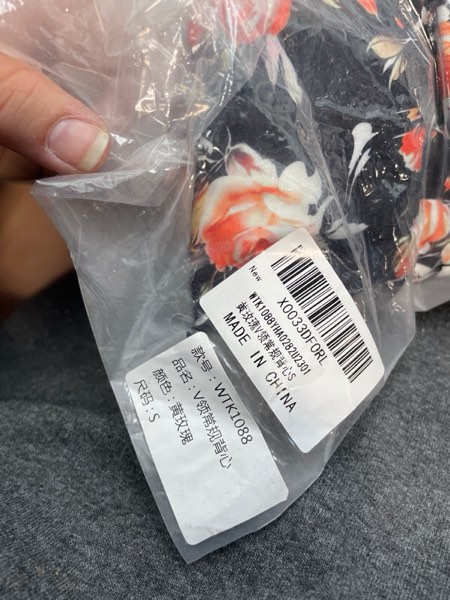 X0033DF0RL
New
WTK1088YHA0282U2301
黄玫瑰V领常规背心S
MADE IN CHINA
款号：WTK1088
品名：V领常规背心
颜色：黄玫瑰
尺码：S